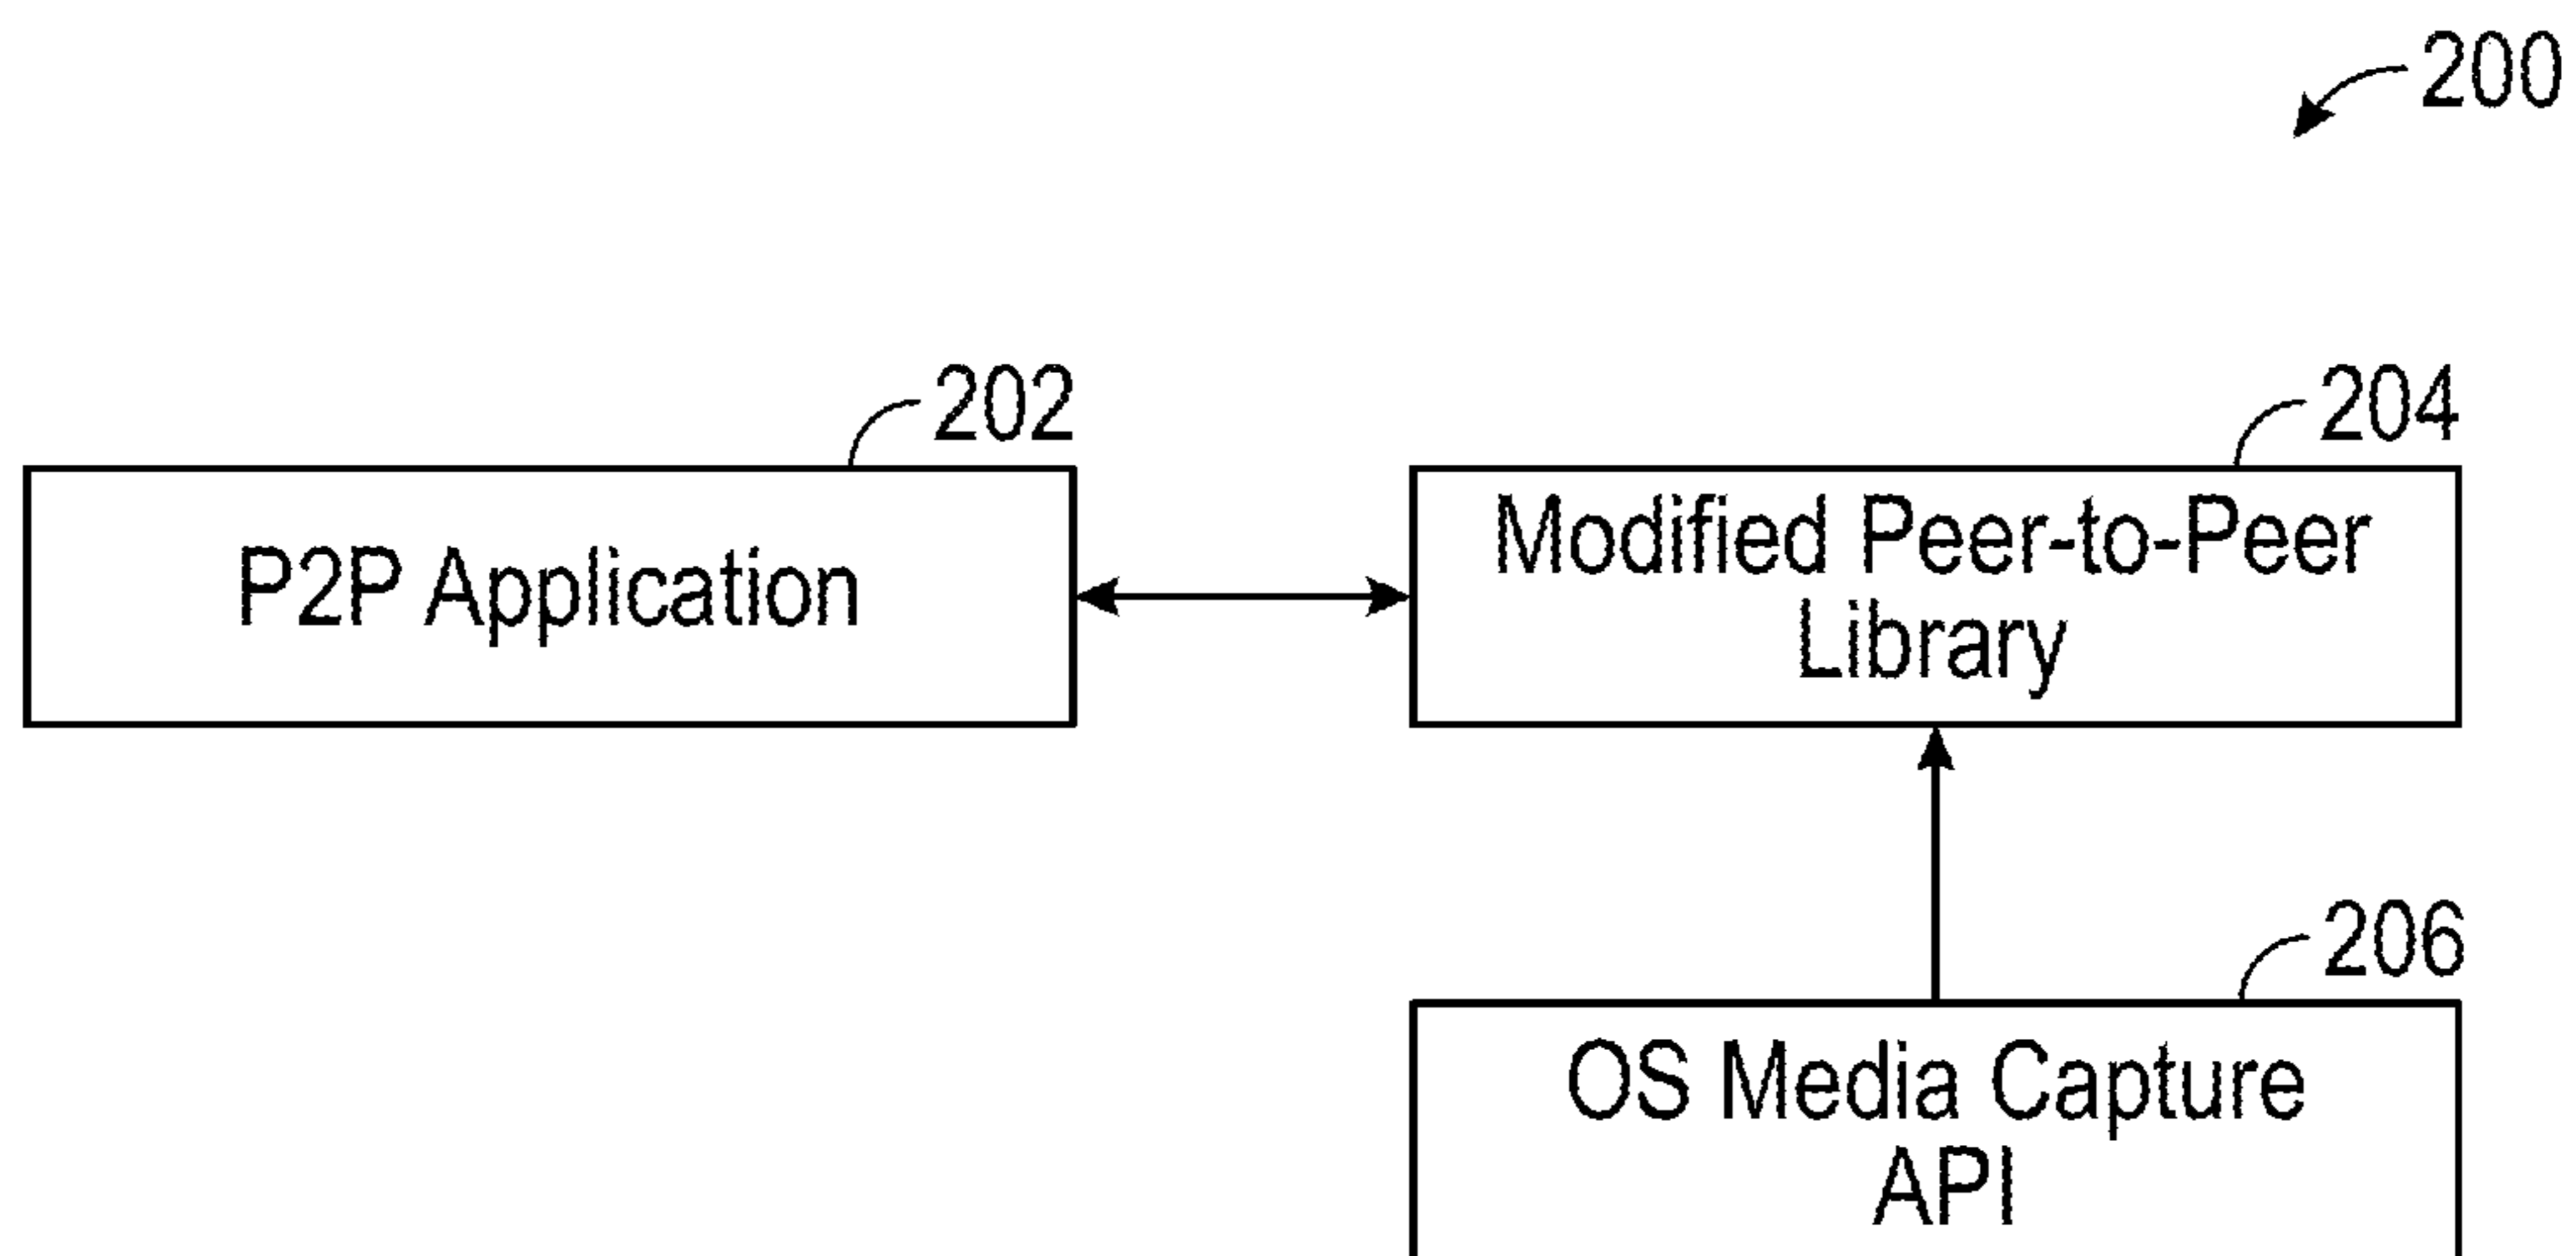 200
202
204
P2P Application
Modified Peer-to-Peer
Library
206
OS Media Capture
API